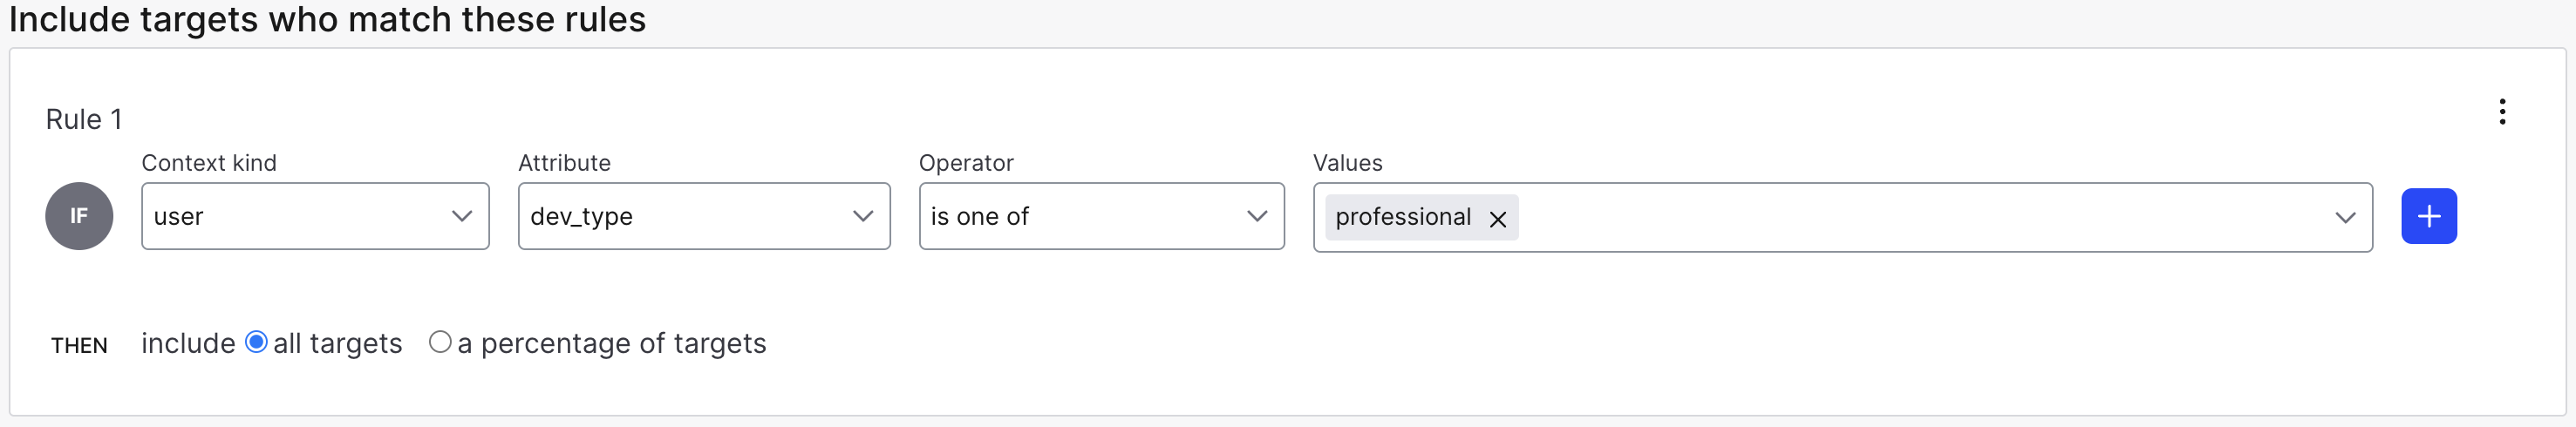 Include targets who match these rules
Rule 1
Context kind Attribute Operator Values
IF user dev_type is one of professional
THEN include all targets a percentage of targets